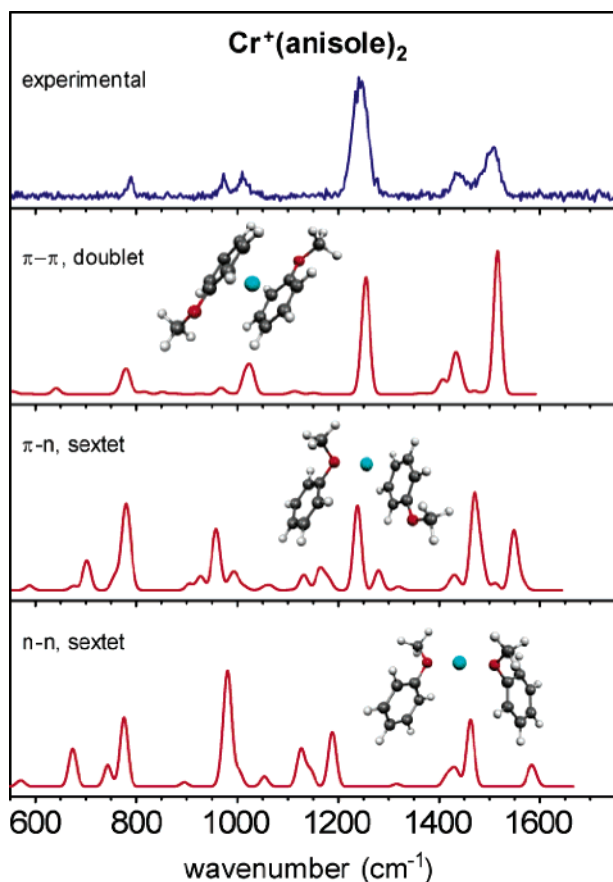 Cr⁺(anisole)₂
experimental
π−π, doublet
π-n, sextet
n-n, sextet
600 800 1000 1200 1400 1600
wavenumber (cm⁻¹)